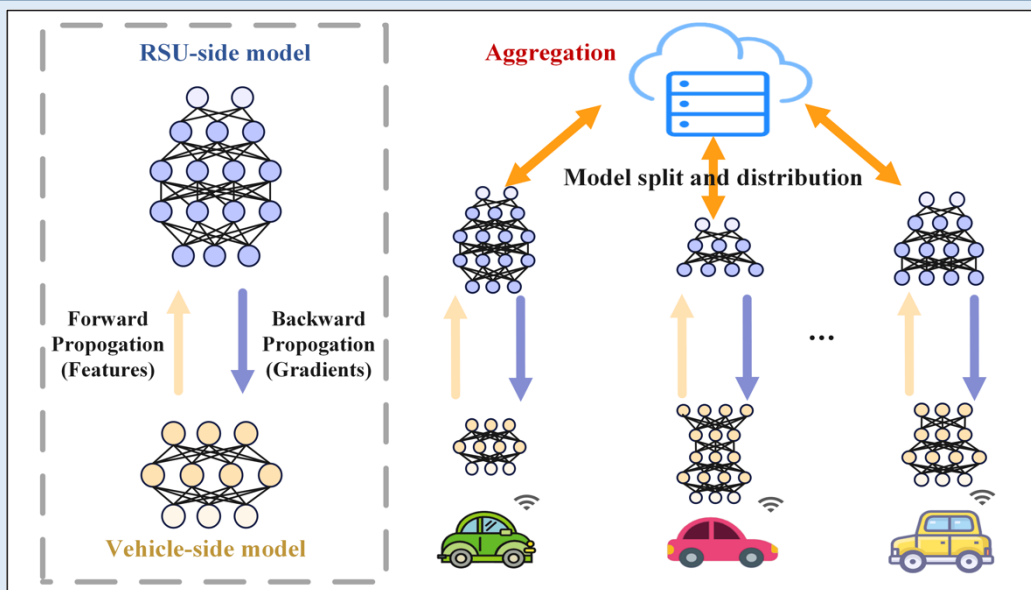 RSU-side model
Forward
Propogation
(Features)
Backward
Propogation
(Gradients)
Vehicle-side model
Aggregation
Model split and distribution
...